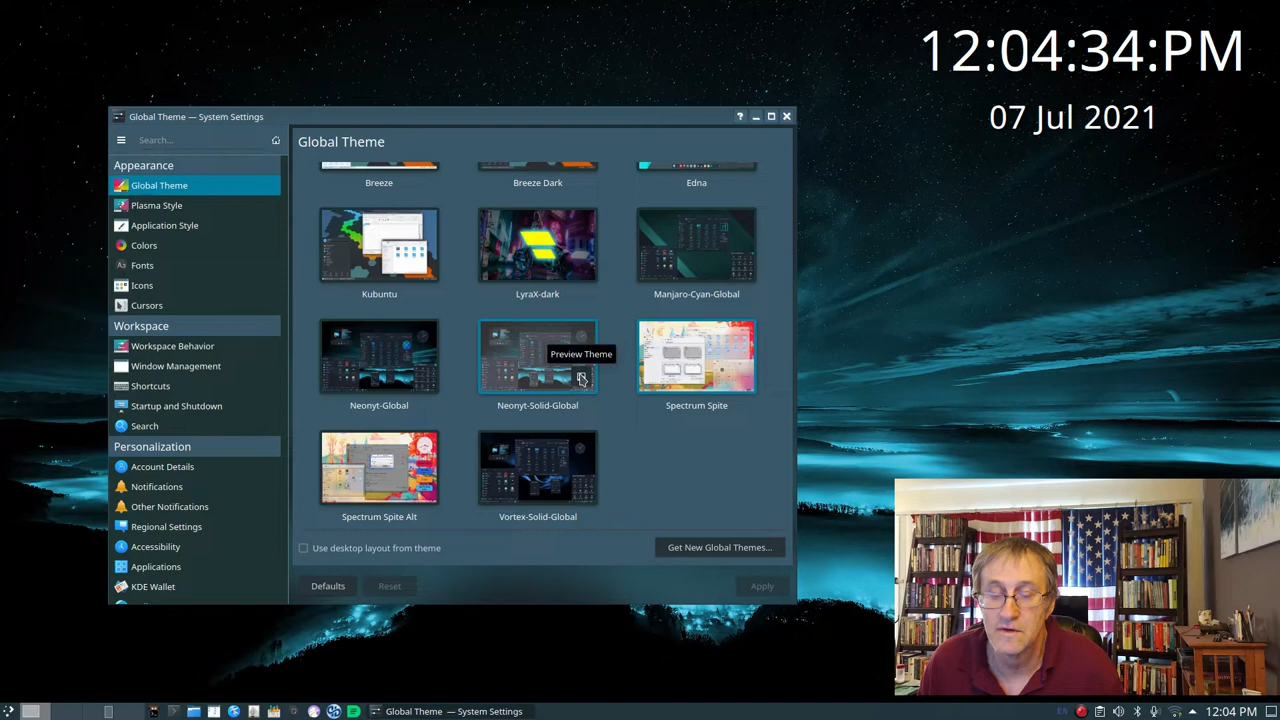 12:04:34:PM
07 Jul 2021
Global Theme — System Settings
Search...
Appearance
Global Theme
Plasma Style
Application Style
Colors
Fonts
Icons
Cursors
Workspace
Workspace Behavior
Window Management
Shortcuts
Startup and Shutdown
Search
Personalization
Account Details
Notifications
Other Notifications
Regional Settings
Accessibility
Applications
KDE Wallet
Global Theme
Breeze
Breeze Dark
Edna
Kubuntu
LyraX-dark
Manjaro-Cyan-Global
Preview Theme
Neonyt-Global
Neonyt-Solid-Global
Spectrum Spite
Spectrum Spite Alt
Vortex-Solid-Global
Use desktop layout from theme
Get New Global Themes...
Defaults
Reset
Apply
Global Theme — System Settings
EN
12:04 PM